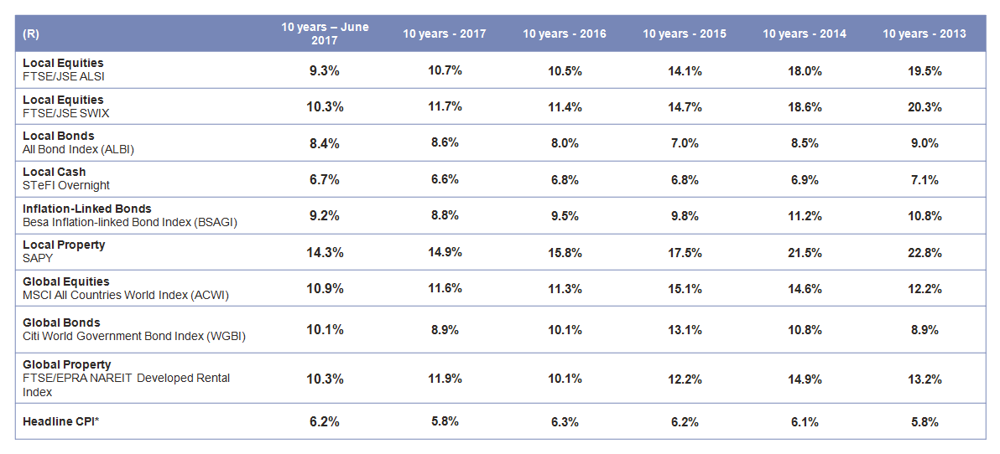 (R) 10 years – June 2017 10 years - 2017 10 years - 2016 10 years - 2015 10 years - 2014 10 years - 2013
Local Equities
FTSE/JSE ALSI 9.3% 10.7% 10.5% 14.1% 18.0% 19.5%
Local Equities
FTSE/JSE SWIX 10.3% 11.7% 11.4% 14.7% 18.6% 20.3%
Local Bonds
All Bond Index (ALBI) 8.4% 8.6% 8.0% 7.0% 8.5% 9.0%
Local Cash
STeFI Overnight 6.7% 6.6% 6.8% 6.8% 6.9% 7.1%
Inflation-Linked Bonds
Besa Inflation-linked Bond Index (BSAGI) 9.2% 8.8% 9.5% 9.8% 11.2% 10.8%
Local Property
SAPY 14.3% 14.9% 15.8% 17.5% 21.5% 22.8%
Global Equities
MSCI All Countries World Index (ACWI) 10.9% 11.6% 11.3% 15.1% 14.6% 12.2%
Global Bonds
Citi World Government Bond Index (WGBI) 10.1% 8.9% 10.1% 13.1% 10.8% 8.9%
Global Property
FTSE/EPRA NAREIT Developed Rental
Index 10.3% 11.9% 10.1% 12.2% 14.9% 13.2%
Headline CPI* 6.2% 5.8% 6.3% 6.2% 6.1% 5.8%